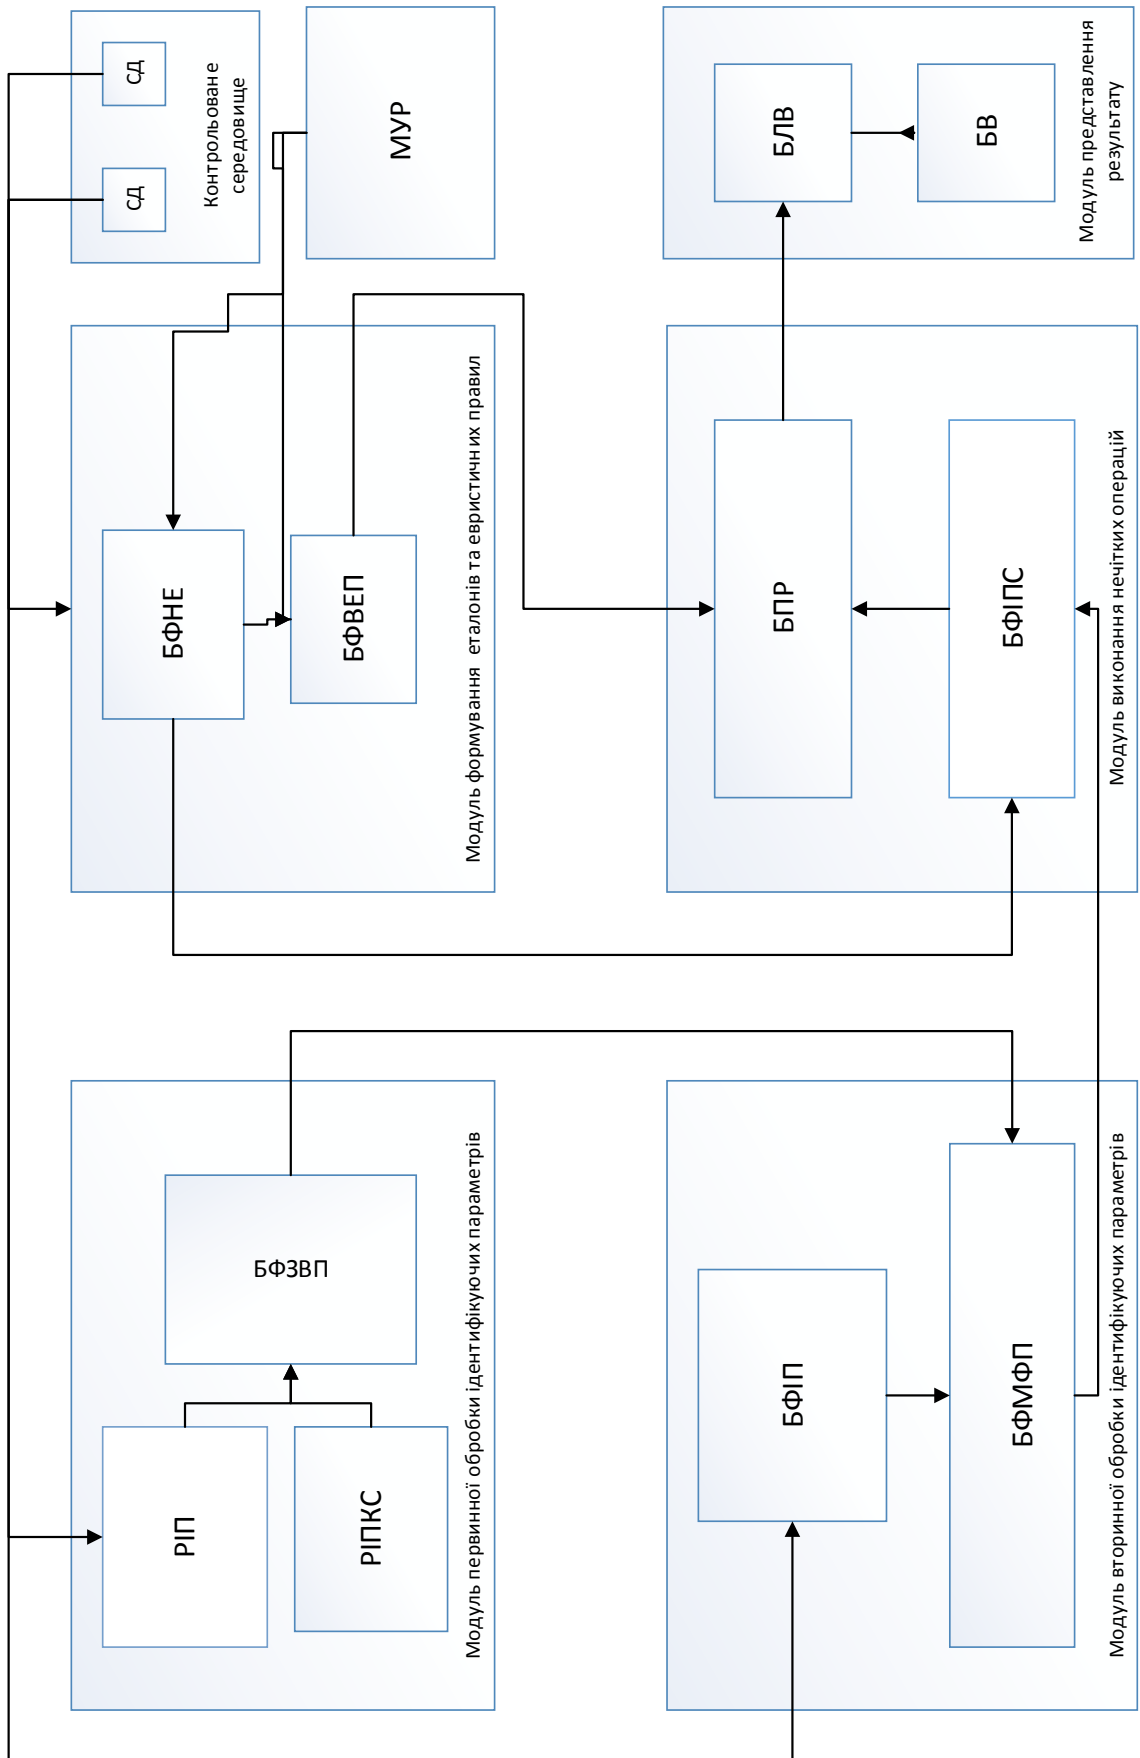 РІП
РІПКС
БФЗВП
Модуль первинної обробки ідентифікуючих параметрів
БФНЕ
БФВЕП
Модуль формування еталонів та евристичних правил
СД
СД
Контрольоване
середовище
МУР
БФІП
БФМФП
Модуль вторинної обробки ідентифікуючих параметрів
БПР
БФІПС
Модуль виконання нечітких операцій
БЛВ
БВ
Модуль представлення
результату